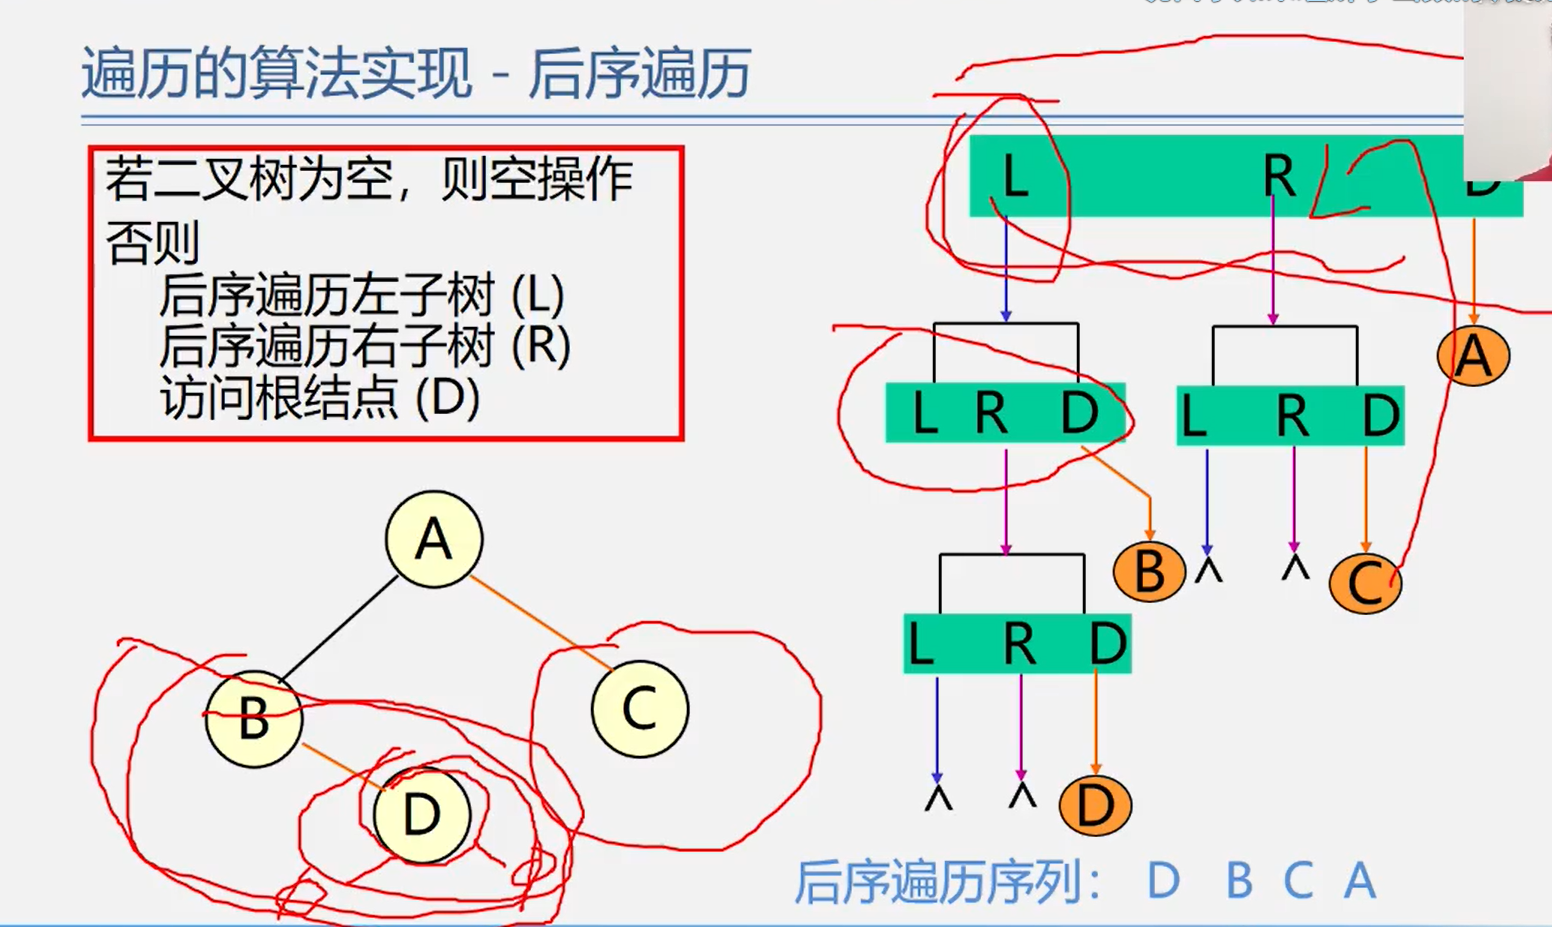 遍历的算法实现 - 后序遍历
若二叉树为空，则空操作
否则
后序遍历左子树 (L)
后序遍历右子树 (R)
访问根结点 (D)
L R D
A
L R D
L R D
B
^
^
C
L R D
^
^
D
A
B
C
D
后序遍历序列： D B C A